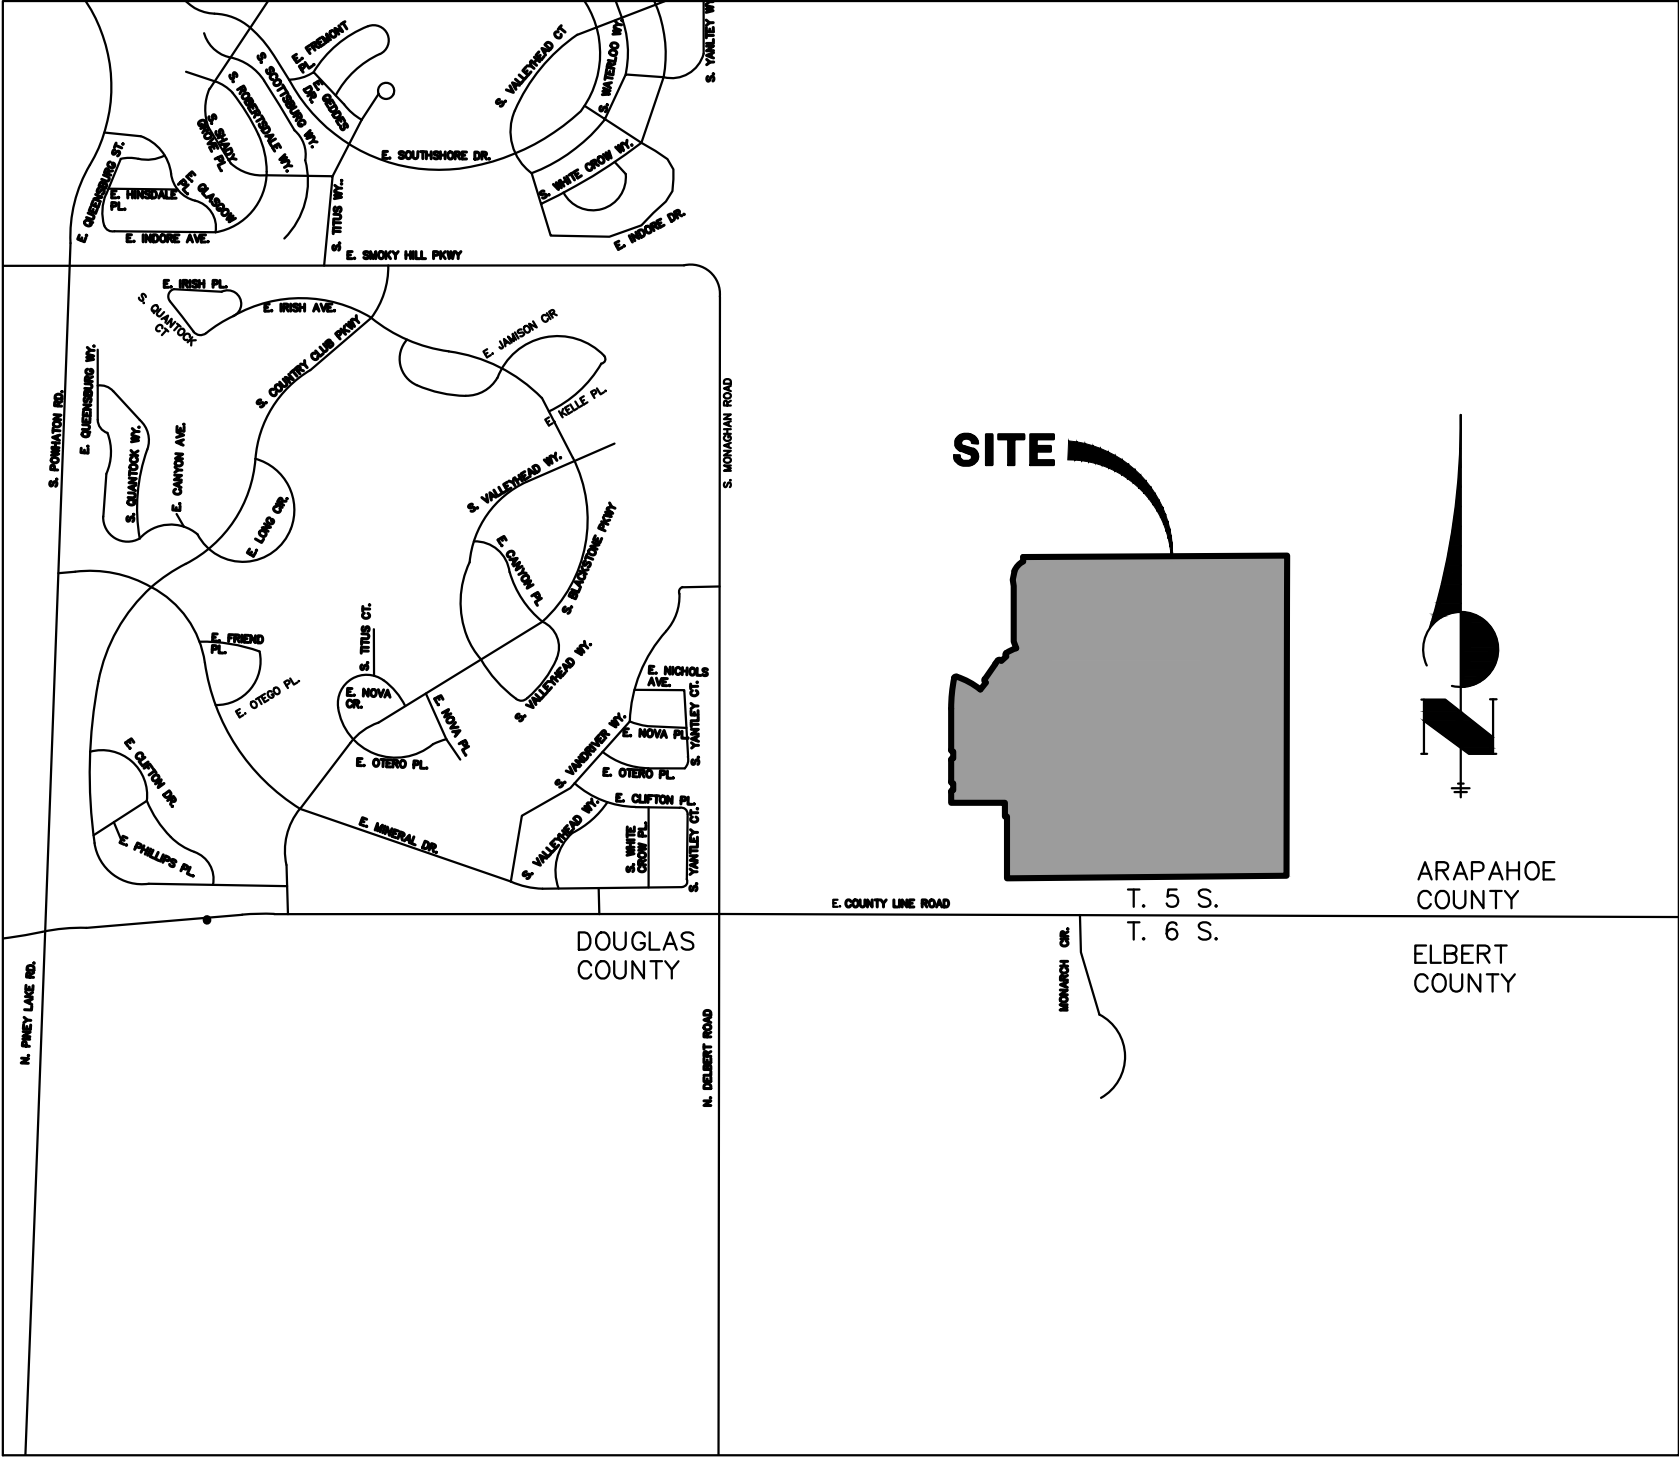 S. YANLTEY WY.
E. FREMONT
PL.
S. VALLEYHEAD CT
S. WATERLOO WY.
S. SCOTTSBURG WY.
E. GEDDES
DR.
S. ROBERTSDALE WY.
S. SHADY
GROVE PL.
E. SOUTHSHORE DR.
E. QUEENSBURG ST.
S. WHITE CROW WY.
E. GLASGOW
PL.
E. HINSDALE
PL.
S. TITUS WY..
E. INDORE AVE.
E. INDORE DR.
E. SMOKY HILL PKWY
E. IRISH PL.
S. QUANTOCK
CT
E. IRISH AVE.
S. COUNTRY CLUB PKWY
E. JAMISON CIR
E. KELLE PL.
S. POWHATON RD.
E. QUEENSBURG WY.
S. QUANTOCK WY.
E. CANYON AVE.
S. MONAGHAN ROAD
SITE
S. VALLEYHEAD WY.
E. LONG CIR.
E. CANYON PL
S. BLACKSTONE PKWY
E. FRIEND
PL.
S. TITUS CT.
E. OTEGO PL.
E. NOVA
CR.
S. VALLEYHEAD WY.
E. NICHOLS
AVE.
S. YANTLEY CT.
E. NOVA PL.
E. NOVA PL.
S. VANDRIVER WY.
E. OTERO PL.
E. OTERO PL.
E. CLIFTON DR.
E. CLIFTON PL.
S. VALLEYHEAD WY.
S. WHITE
CROW PL.
S. YANTLEY CT.
E. MINERAL DR.
E. PHILLIPS PL.
N
ARAPAHOE
COUNTY
E. COUNTY LINE ROAD
T. 5 S.
T. 6 S.
DOUGLAS
COUNTY
ELBERT
COUNTY
MONARCH CIR.
N. PINEY LAKE RD.
N. DELBERT ROAD